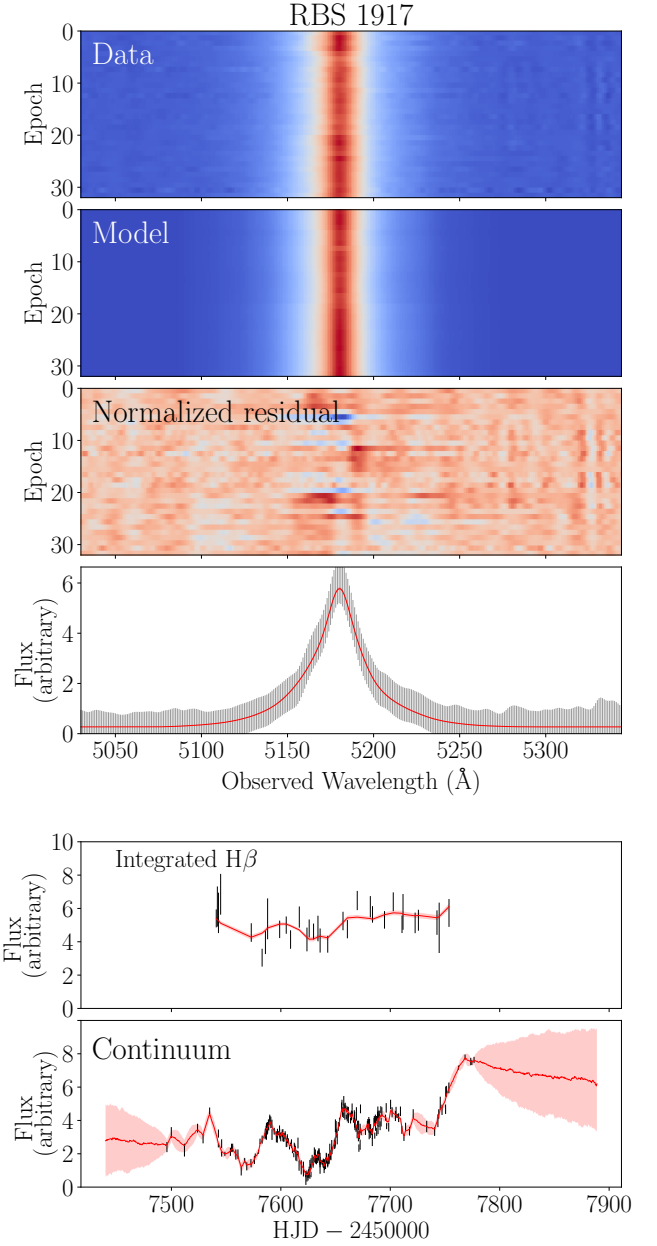 RBS 1917
0
Data
10
Epoch
20
30
0
Model
10
Epoch
20
30
0
Normalized residual
10
Epoch
20
30
6
4
Flux
(arbitrary)
2
0
5050 5100 5150 5200 5250 5300
Observed Wavelength (Å)
10
Integrated Hβ
8
6
Flux
(arbitrary)
4
2
0
Continuum
8
6
Flux
(arbitrary)
4
2
0
7500 7600 7700 7800 7900
HJD − 2450000